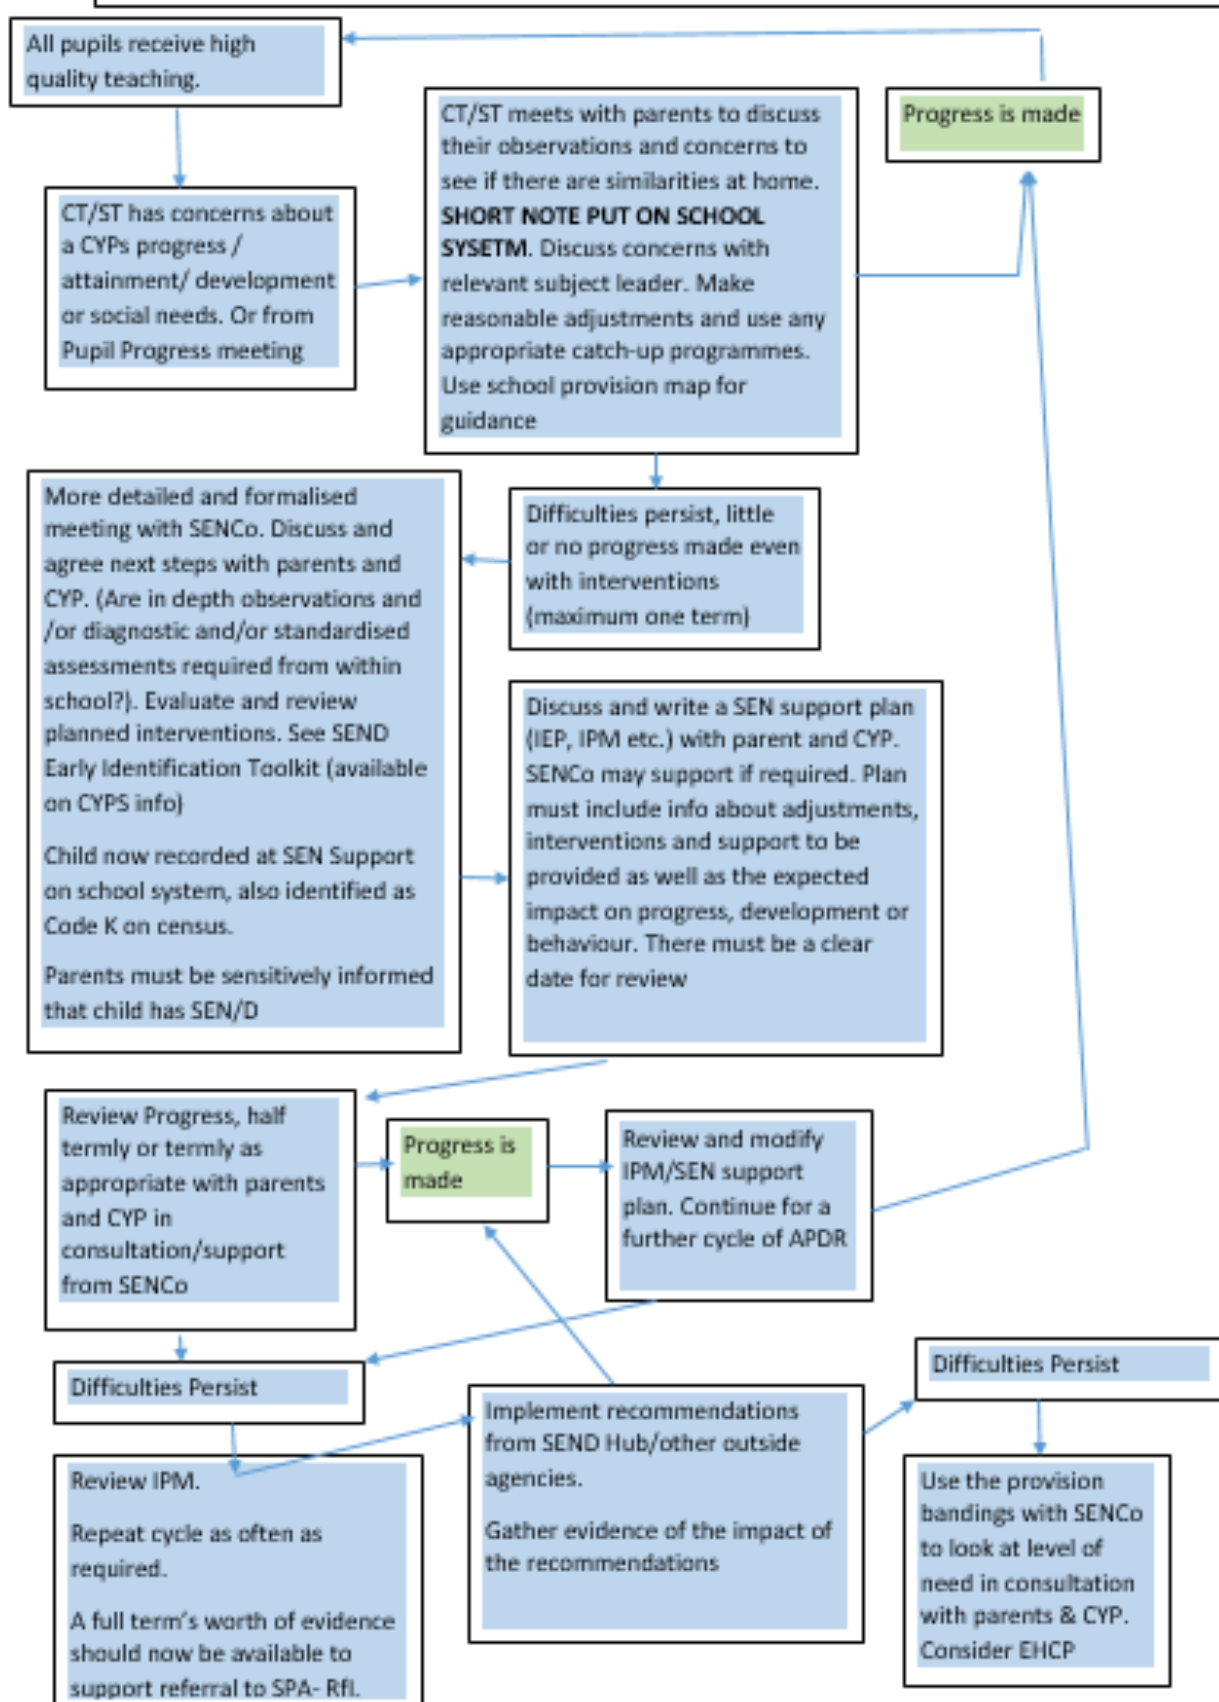 All pupils receive high
quality teaching.
Progress is made
CT/ST meets with parents to discuss
their observations and concerns to
see if there are similarities at home.
SHORT NOTE PUT ON SCHOOL
SYSETM. Discuss concerns with
relevant subject leader. Make
reasonable adjustments and use any
appropriate catch-up programmes.
Use school provision map for
guidance
CT/ST has concerns about
a CYPs progress /
attainment/ development
or social needs. Or from
Pupil Progress meeting
Difficulties persist, little
or no progress made even
with interventions
(maximum one term)
More detailed and formalised
meeting with SENCo. Discuss and
agree next steps with parents and
CYP. (Are in depth observations and
/or diagnostic and/or standardised
assessments required from within
school?). Evaluate and review
planned interventions. See SEND
Early Identification Toolkit (available
on CYPS info)
Child now recorded at SEN Support
on school system, also identified as
Code K on census.
Parents must be sensitively informed
that child has SEN/D
Discuss and write a SEN support plan
(IEP, IPM etc.) with parent and CYP.
SENCo may support if required. Plan
must include info about adjustments,
interventions and support to be
provided as well as the expected
impact on progress, development or
behaviour. There must be a clear
date for review
Review Progress, half
termly or termly as
appropriate with parents
and CYP in
consultation/support
from SENCo
Progress is
made
Review and modify
IPM/SEN support
plan. Continue for a
further cycle of APDR
Difficulties Persist
Review IPM.
Repeat cycle as often as
required.
A full term's worth of evidence
should now be available to
support referral to SPA- RfI.
Implement recommendations
from SEND Hub/other outside
agencies.
Gather evidence of the impact of
the recommendations
Difficulties Persist
Use the provision
bandings with SENCo
to look at level of
need in consultation
with parents & CYP.
Consider EHCP